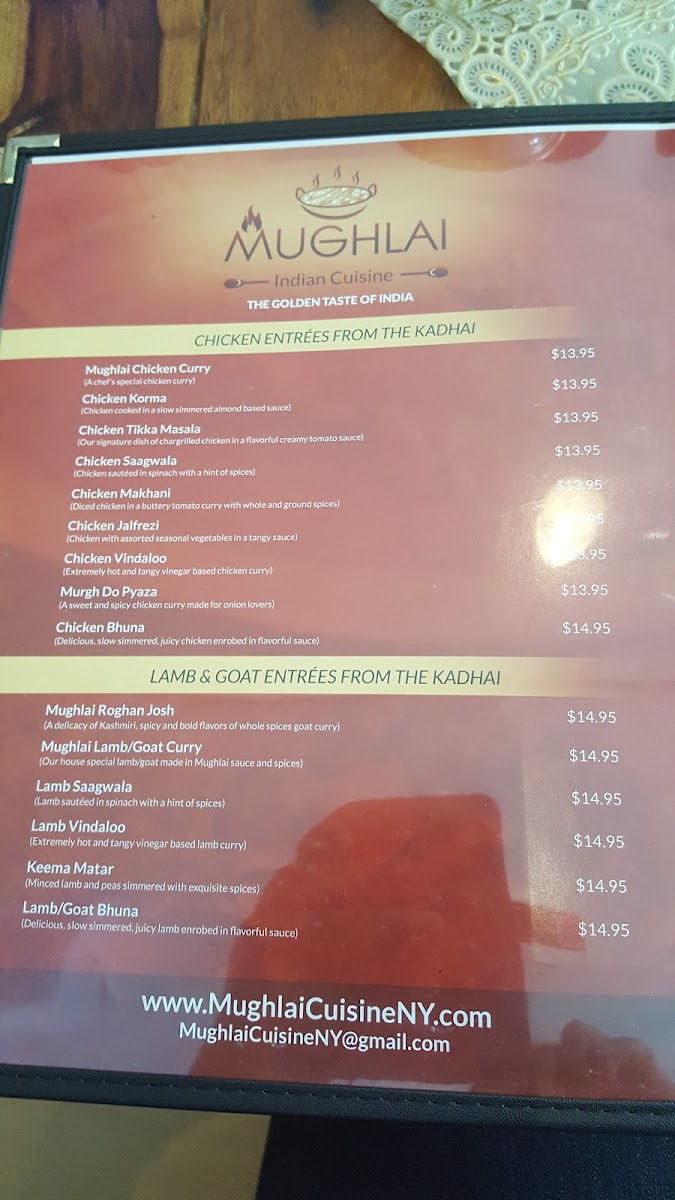 MUGHLAI
Indian Cuisine
THE GOLDEN TASTE OF INDIA
CHICKEN ENTRÉES FROM THE KADHAI
Mughlai Chicken Curry $13.95
(A chef's special chicken curry)
Chicken Korma $13.95
(Chicken cooked in a slow simmered almond based sauce)
Chicken Tikka Masala $13.95
(Our signature dish of chargrilled chicken in a flavorful creamy tomato sauce)
Chicken Saagwala $13.95
(Chicken sautéed in spinach with a hint of spices)
Chicken Makhani $13.95
(Diced chicken in a buttery tomato curry with whole and ground spices)
Chicken Jalfrezi
(Chicken with assorted seasonal vegetables in a tangy sauce)
Chicken Vindaloo
(Extremely hot and tangy vinegar based chicken curry)
Murgh Do Pyaza $13.95
(A sweet and spicy chicken curry made for onion lovers)
Chicken Bhuna $14.95
(Delicious, slow simmered, juicy chicken enrobed in flavorful sauce)
LAMB & GOAT ENTRÉES FROM THE KADHAI
Mughlai Roghan Josh $14.95
(A delicacy of Kashmiri, spicy and bold flavors of whole spices goat curry)
Mughlai Lamb/Goat Curry $14.95
(Our house special lamb/goat made in Mughlai sauce and spices)
Lamb Saagwala $14.95
(Lamb sautéed in spinach with a hint of spices)
Lamb Vindaloo $14.95
(Extremely hot and tangy vinegar based lamb curry)
Keema Matar $14.95
(Minced lamb and peas simmered with exquisite spices)
Lamb/Goat Bhuna $14.95
(Delicious, slow simmered, juicy lamb enrobed in flavorful sauce)
www.MughlaiCuisineNY.com
MughlaiCuisineNY@gmail.com